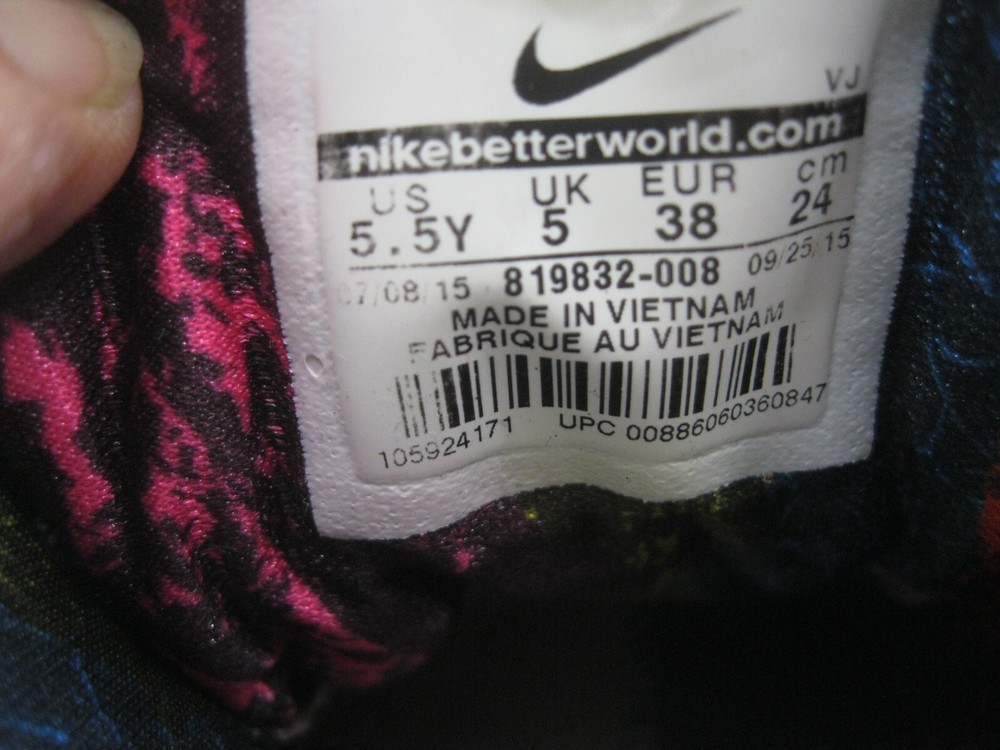 VJ
nikebetterworld.com
US UK EUR cm
5.5Y 5 38 24
07/08/15 819832-008 09/25/15
MADE IN VIETNAM
FABRIQUE AU VIETNAM
105924171 UPC 00886060360847